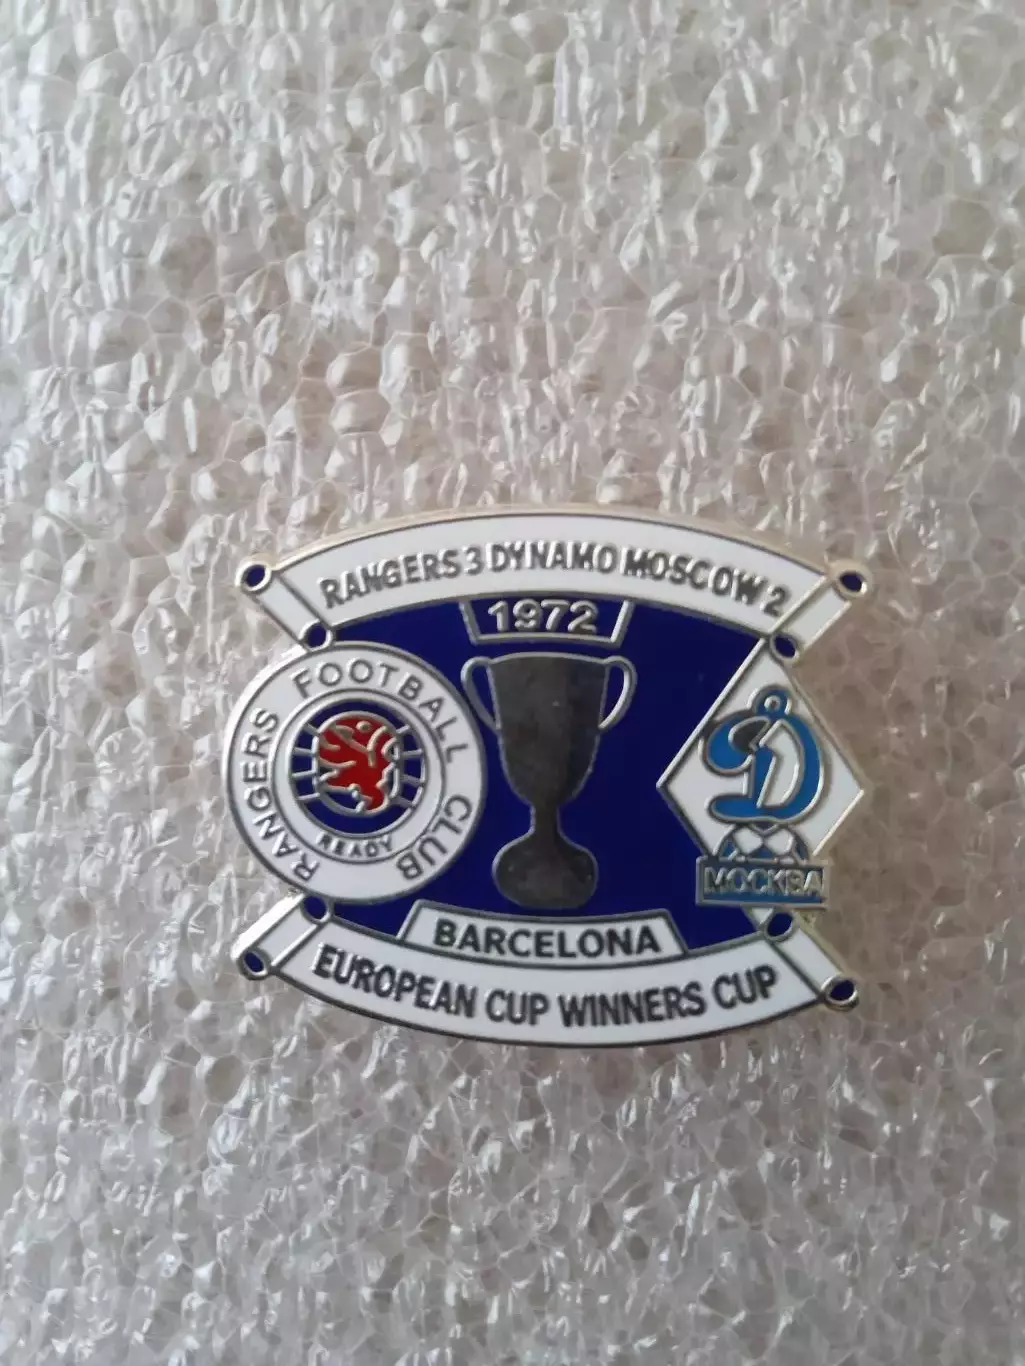 RANGERS 3 DYNAMO MOSCOW 2
1972
RANGERS FOOTBALL CLUB
READY
МОСКВА
BARCELONA
EUROPEAN CUP WINNERS CUP